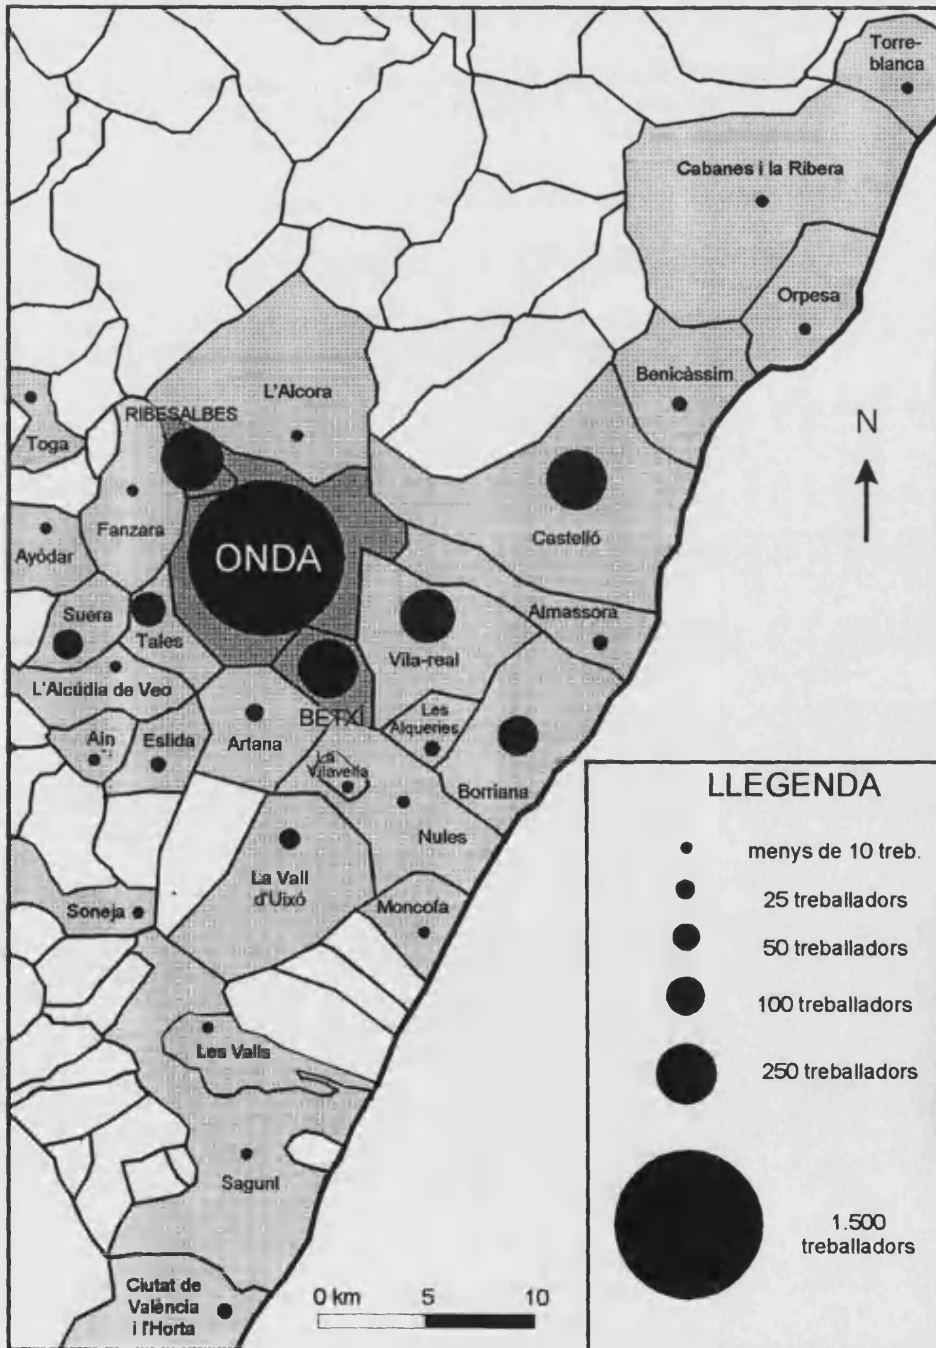 Torre-
blanca
Cabanes i la Ribera
Orpesa
Benicàssim
L'Alcora
RIBESALBES
Toga
N
Fanzara
Castelló
Ayódar
ONDA
Suera
Tales
Almassora
Vila-real
L'Alcúdia de Veo
BETXÍ
Les
Alqueries
Artana
Aín
Eslida
La
Vilavella
Borriana
Nules
La Vall
d'Uixó
Moncofa
Soneja
Les Valls
Sagunt
Ciutat de
València
i l'Horta
0 km 5 10
LLEGENDA
menys de 10 treb.
25 treballadors
50 treballadors
100 treballadors
250 treballadors
1.500
treballadors